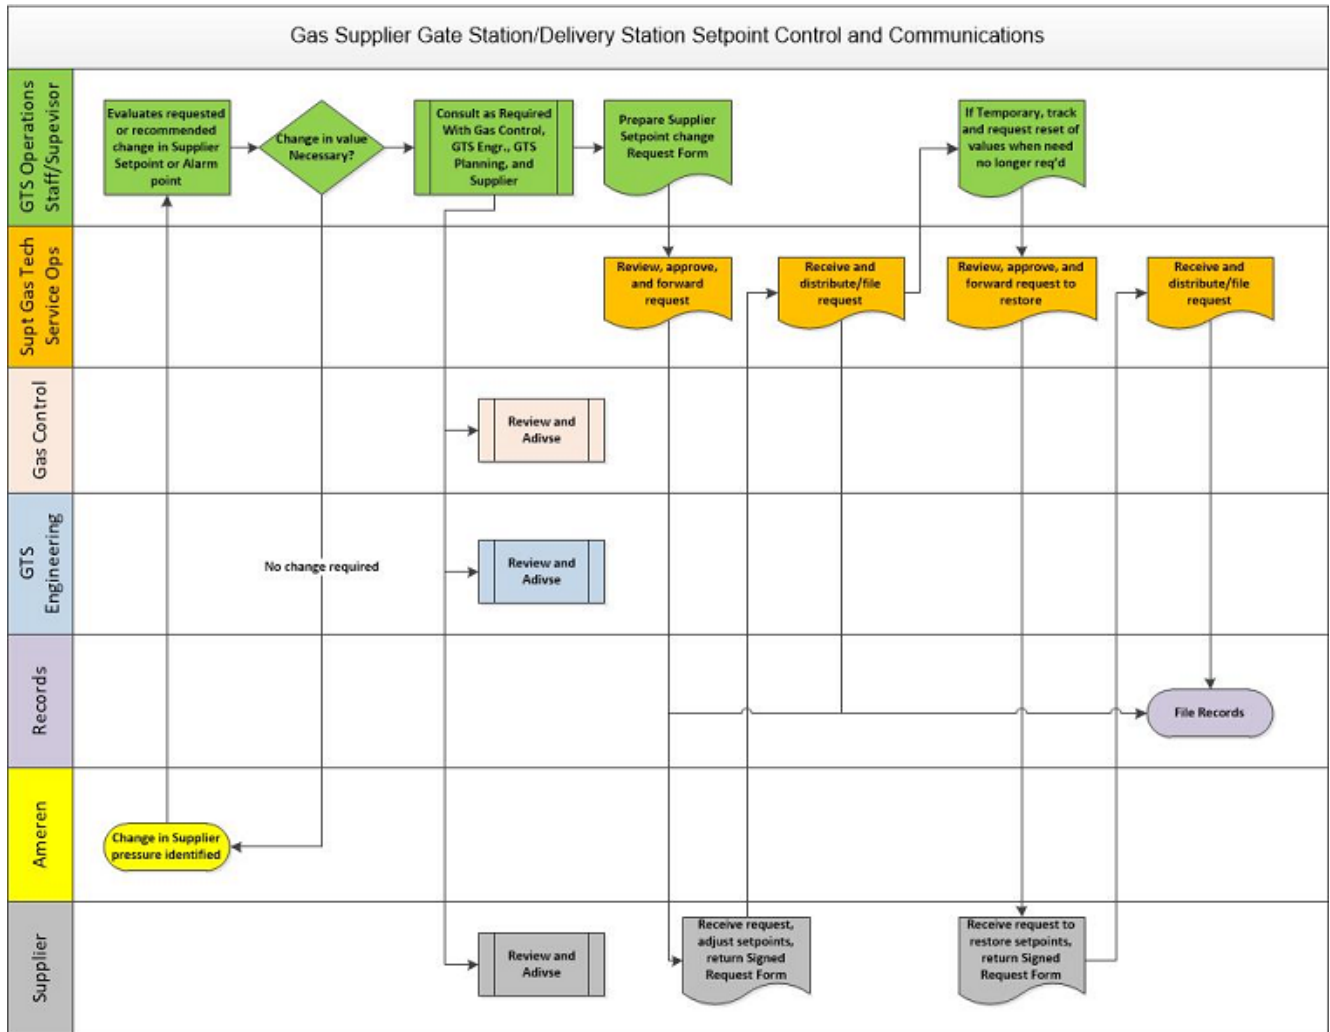 Gas Supplier Gate Station/Delivery Station Setpoint Control and Communications
GTS Operations
Staff/Supevisor
Evaluates requested
or recommended
change in Supplier
Setpoint or Alarm
point
Change in value
Necessary?
Consult as Required
With Gas Control,
GTS Engr., GTS
Planning, and
Supplier
Prepare Supplier
Setpoint change
Request Form
If Temporary, track
and request reset of
values when need
no longer req'd
Supt Gas Tech
Service Ops
Review, approve,
and forward
request
Receive and
distribute/file
request
Review, approve, and
forward request to
restore
Receive and
distribute/file
request
Gas Control
Review and
Adivse
GTS
Engineering
No change required
Review and
Adivse
Records
File Records
Ameren
Change in Supplier
pressure identified
Supplier
Review and
Adivse
Receive request,
adjust setpoints,
return Signed
Request Form
Receive request to
restore setpoints,
return Signed
Request Form